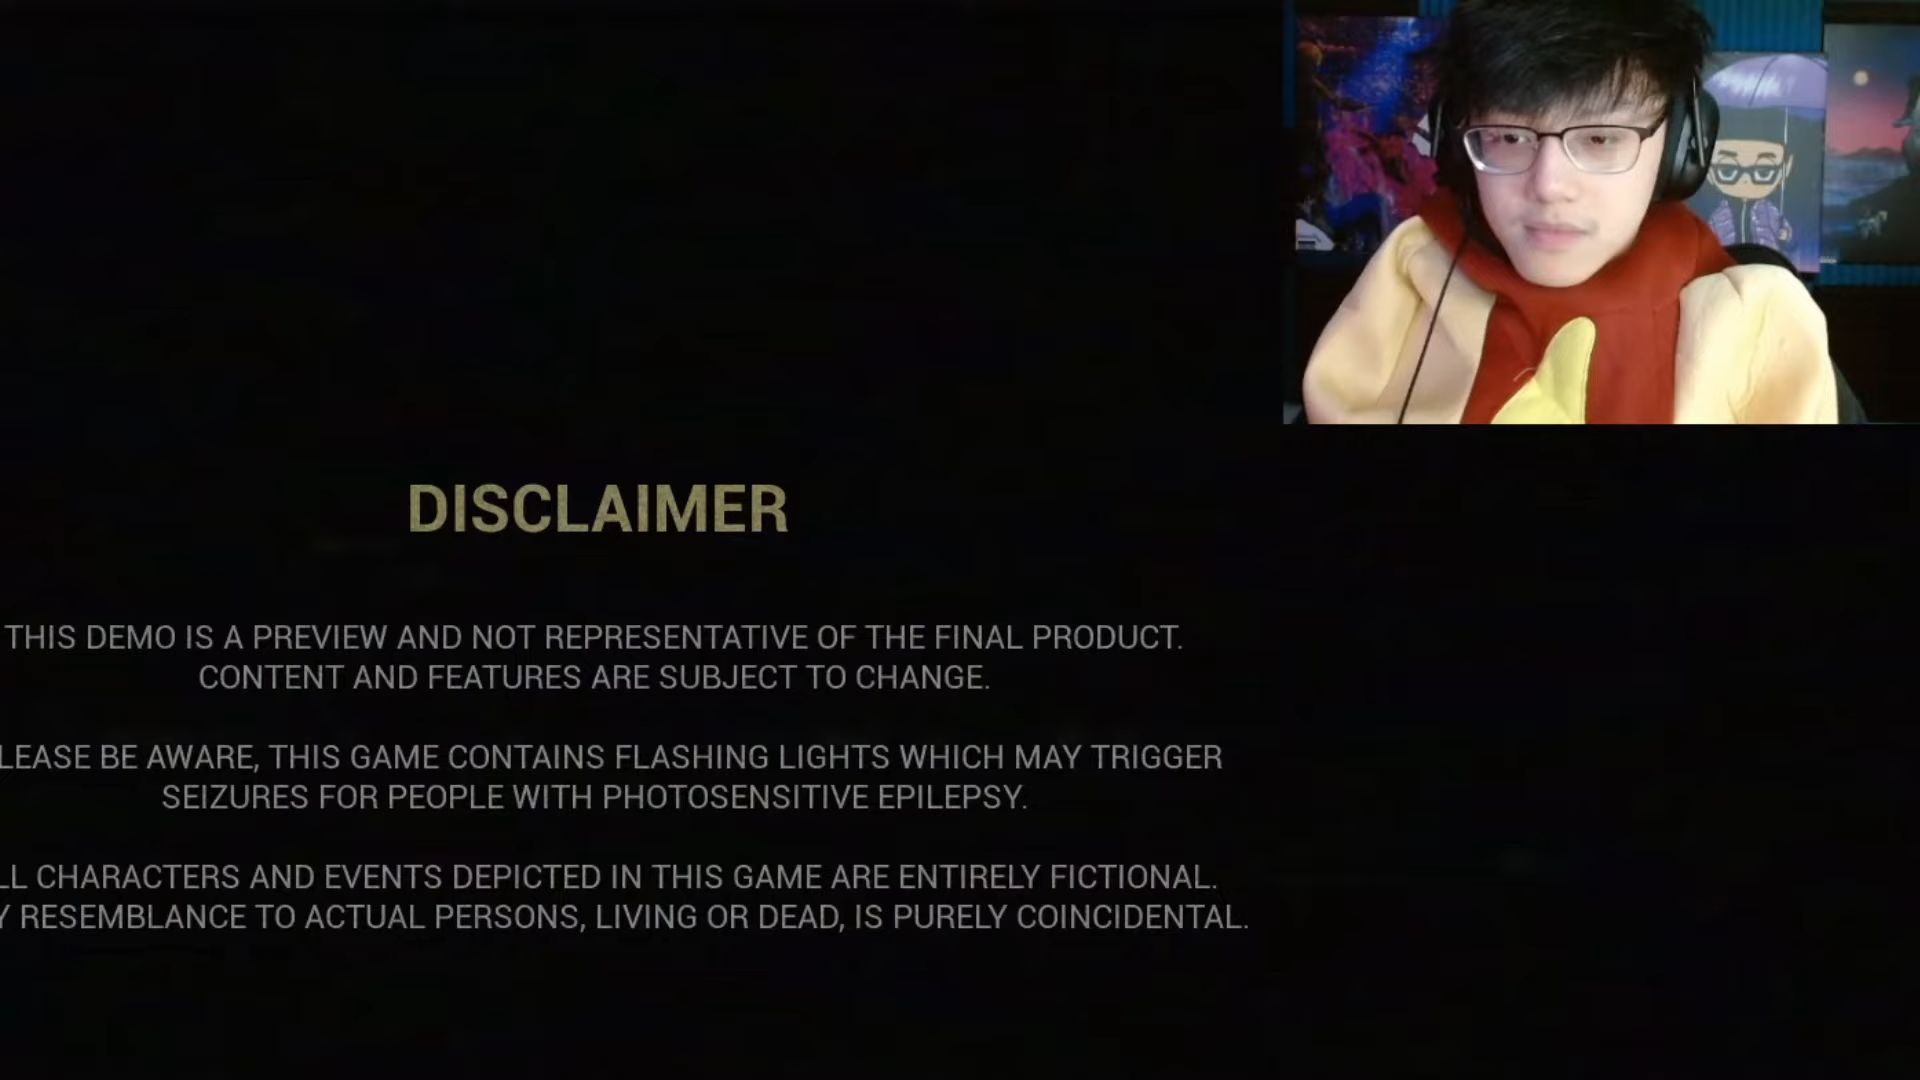 DISCLAIMER
THIS DEMO IS A PREVIEW AND NOT REPRESENTATIVE OF THE FINAL PRODUCT.
CONTENT AND FEATURES ARE SUBJECT TO CHANGE.
LEASE BE AWARE, THIS GAME CONTAINS FLASHING LIGHTS WHICH MAY TRIGGER
SEIZURES FOR PEOPLE WITH PHOTOSENSITIVE EPILEPSY.
LL CHARACTERS AND EVENTS DEPICTED IN THIS GAME ARE ENTIRELY FICTIONAL.
Y RESEMBLANCE TO ACTUAL PERSONS, LIVING OR DEAD, IS PURELY COINCIDENTAL.